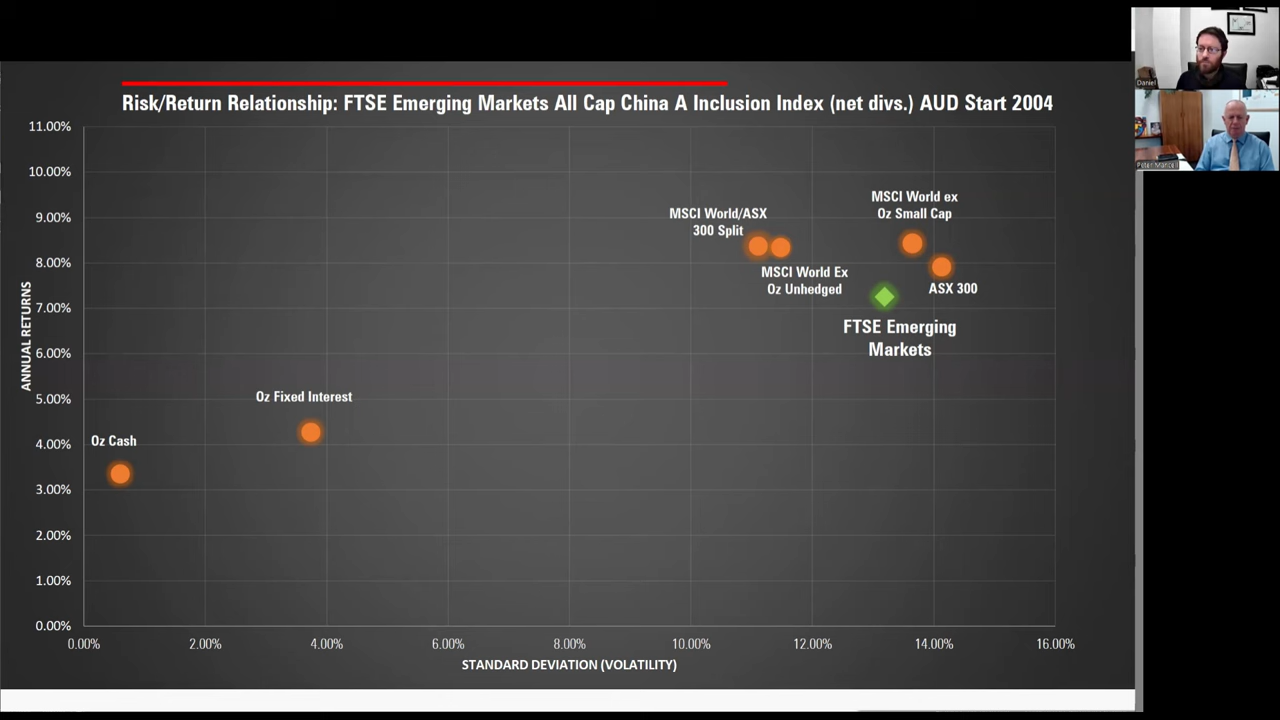 Risk/Return Relationship: FTSE Emerging Markets All Cap China A Inclusion Index (net divs.) AUD Start 2004
11.00%
10.00%
9.00%
8.00%
7.00%
6.00%
5.00%
4.00%
3.00%
2.00%
1.00%
0.00%
ANNUAL RETURNS
Oz Cash
Oz Fixed Interest
MSCI World/ASX
300 Split
MSCI World Ex
Oz Unhedged
MSCI World ex
Oz Small Cap
ASX 300
FTSE Emerging
Markets
0.00% 2.00% 4.00% 6.00% 8.00% 10.00% 12.00% 14.00% 16.00%
STANDARD DEVIATION (VOLATILITY)
Daniel
Peter Mancell